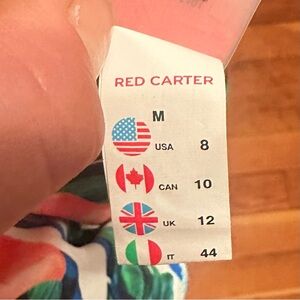 RED CARTER
M
USA 8
CAN 10
UK 12
IT 44